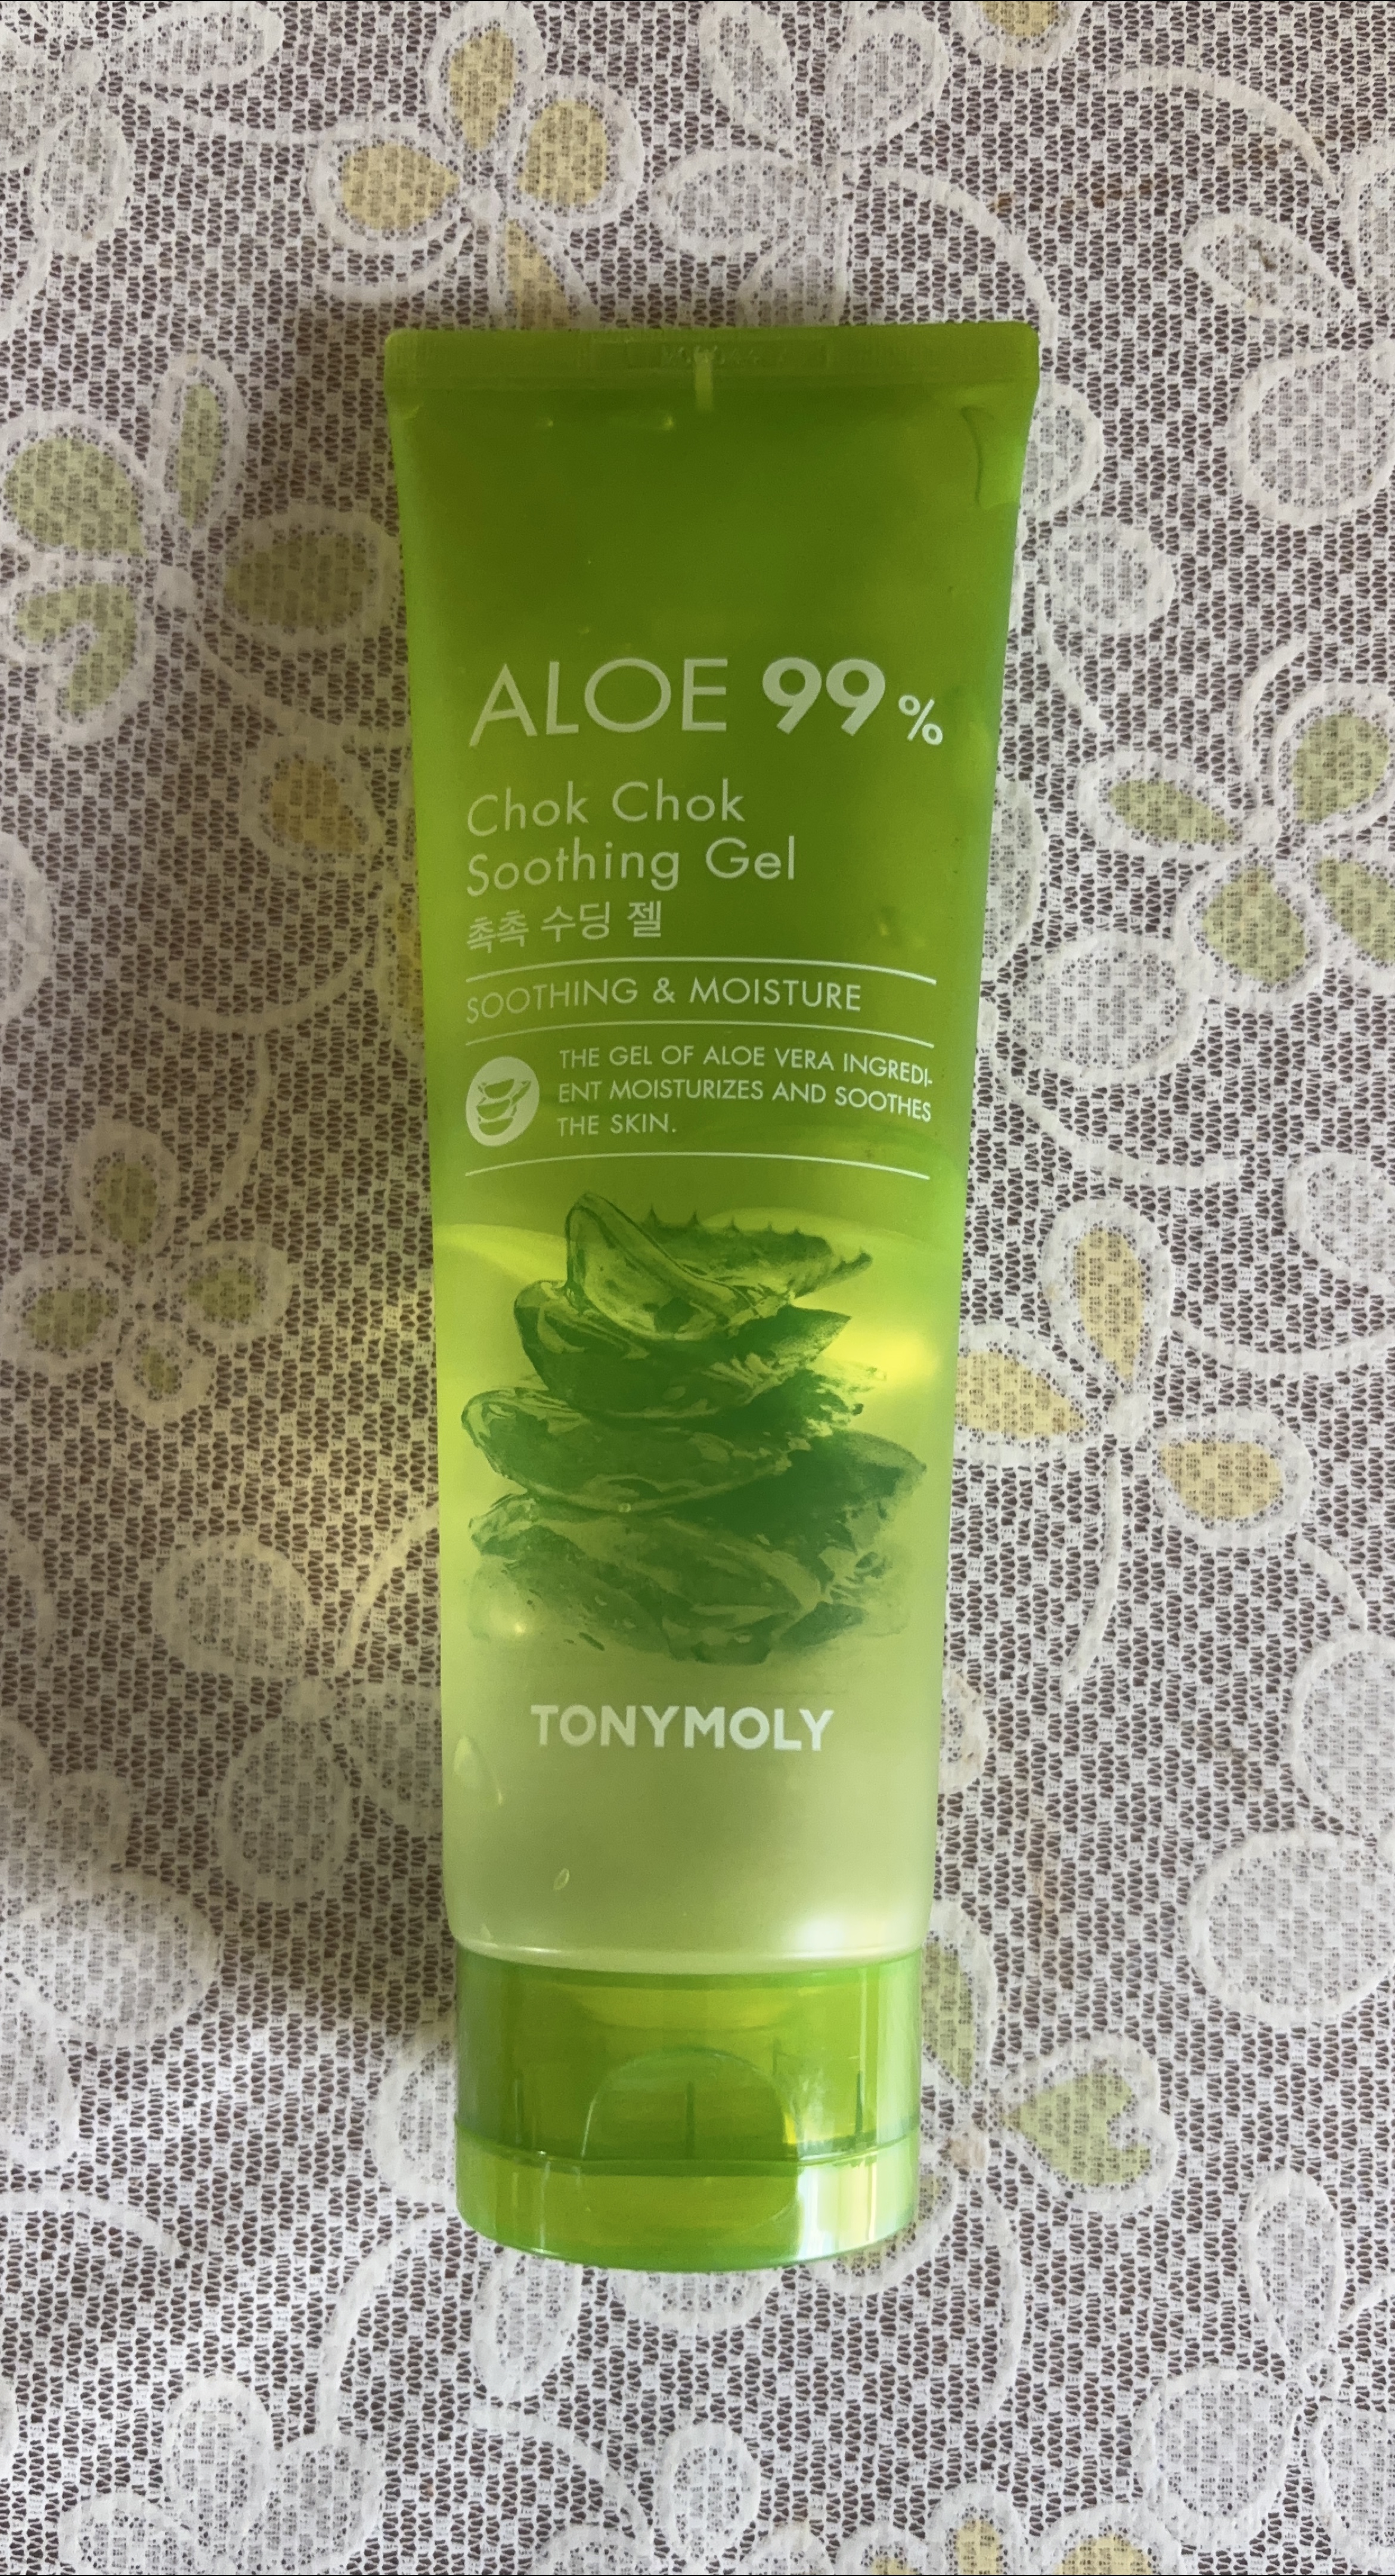 ALOE 99%
Chok Chok
Soothing Gel
촉촉 수딩 젤
SOOTHING & MOISTURE
THE GEL OF ALOE VERA INGREDI-
ENT MOISTURIZES AND SOOTHES
THE SKIN.
TONYMOLY